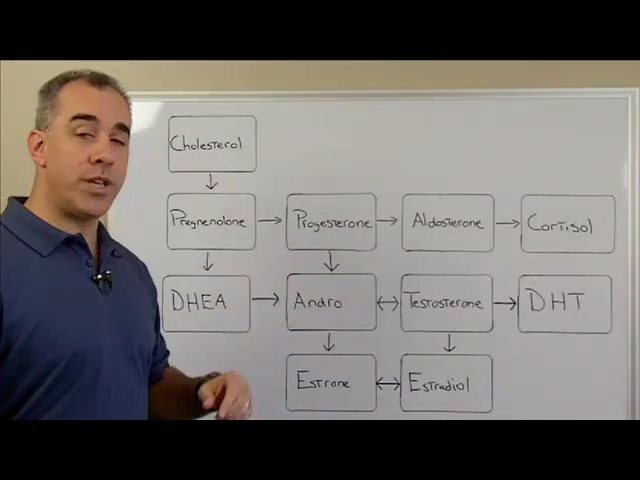 Cholesterol
Pregnenolone
Progesterone
Aldosterone
Cortisol
DHEA
Andro
Testosterone
DHT
Estrone
Estradiol